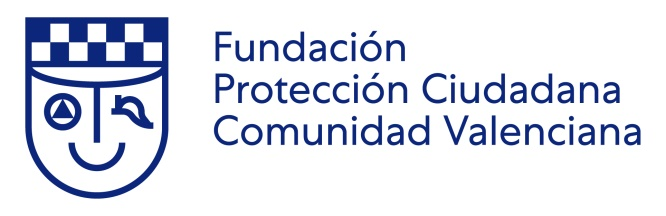 Fundación
Protección Ciudadana
Comunidad Valenciana